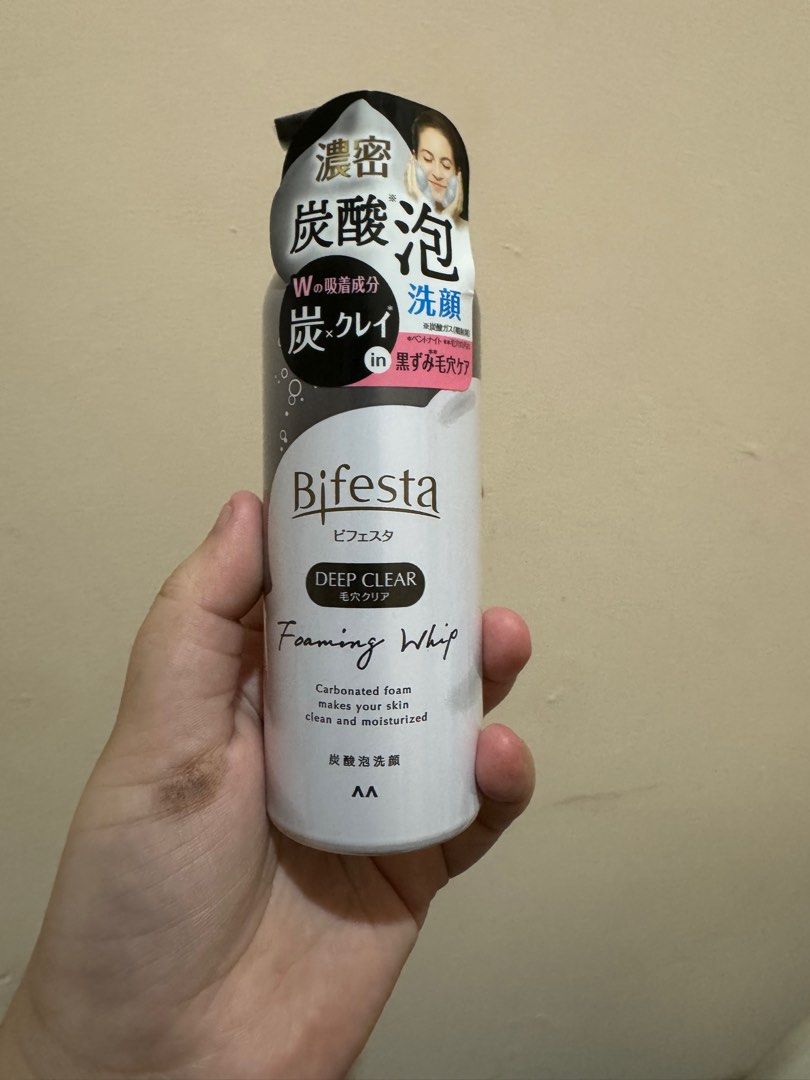 濃密
炭酸※泡
洗顔
Wの吸着成分
炭×クレイ*
in
黒ずみ**毛穴ケア
Bifesta
ビフェスタ
DEEP CLEAR
毛穴クリア
Foaming Whip
Carbonated foam
makes your skin
clean and moisturized
炭酸泡洗顔